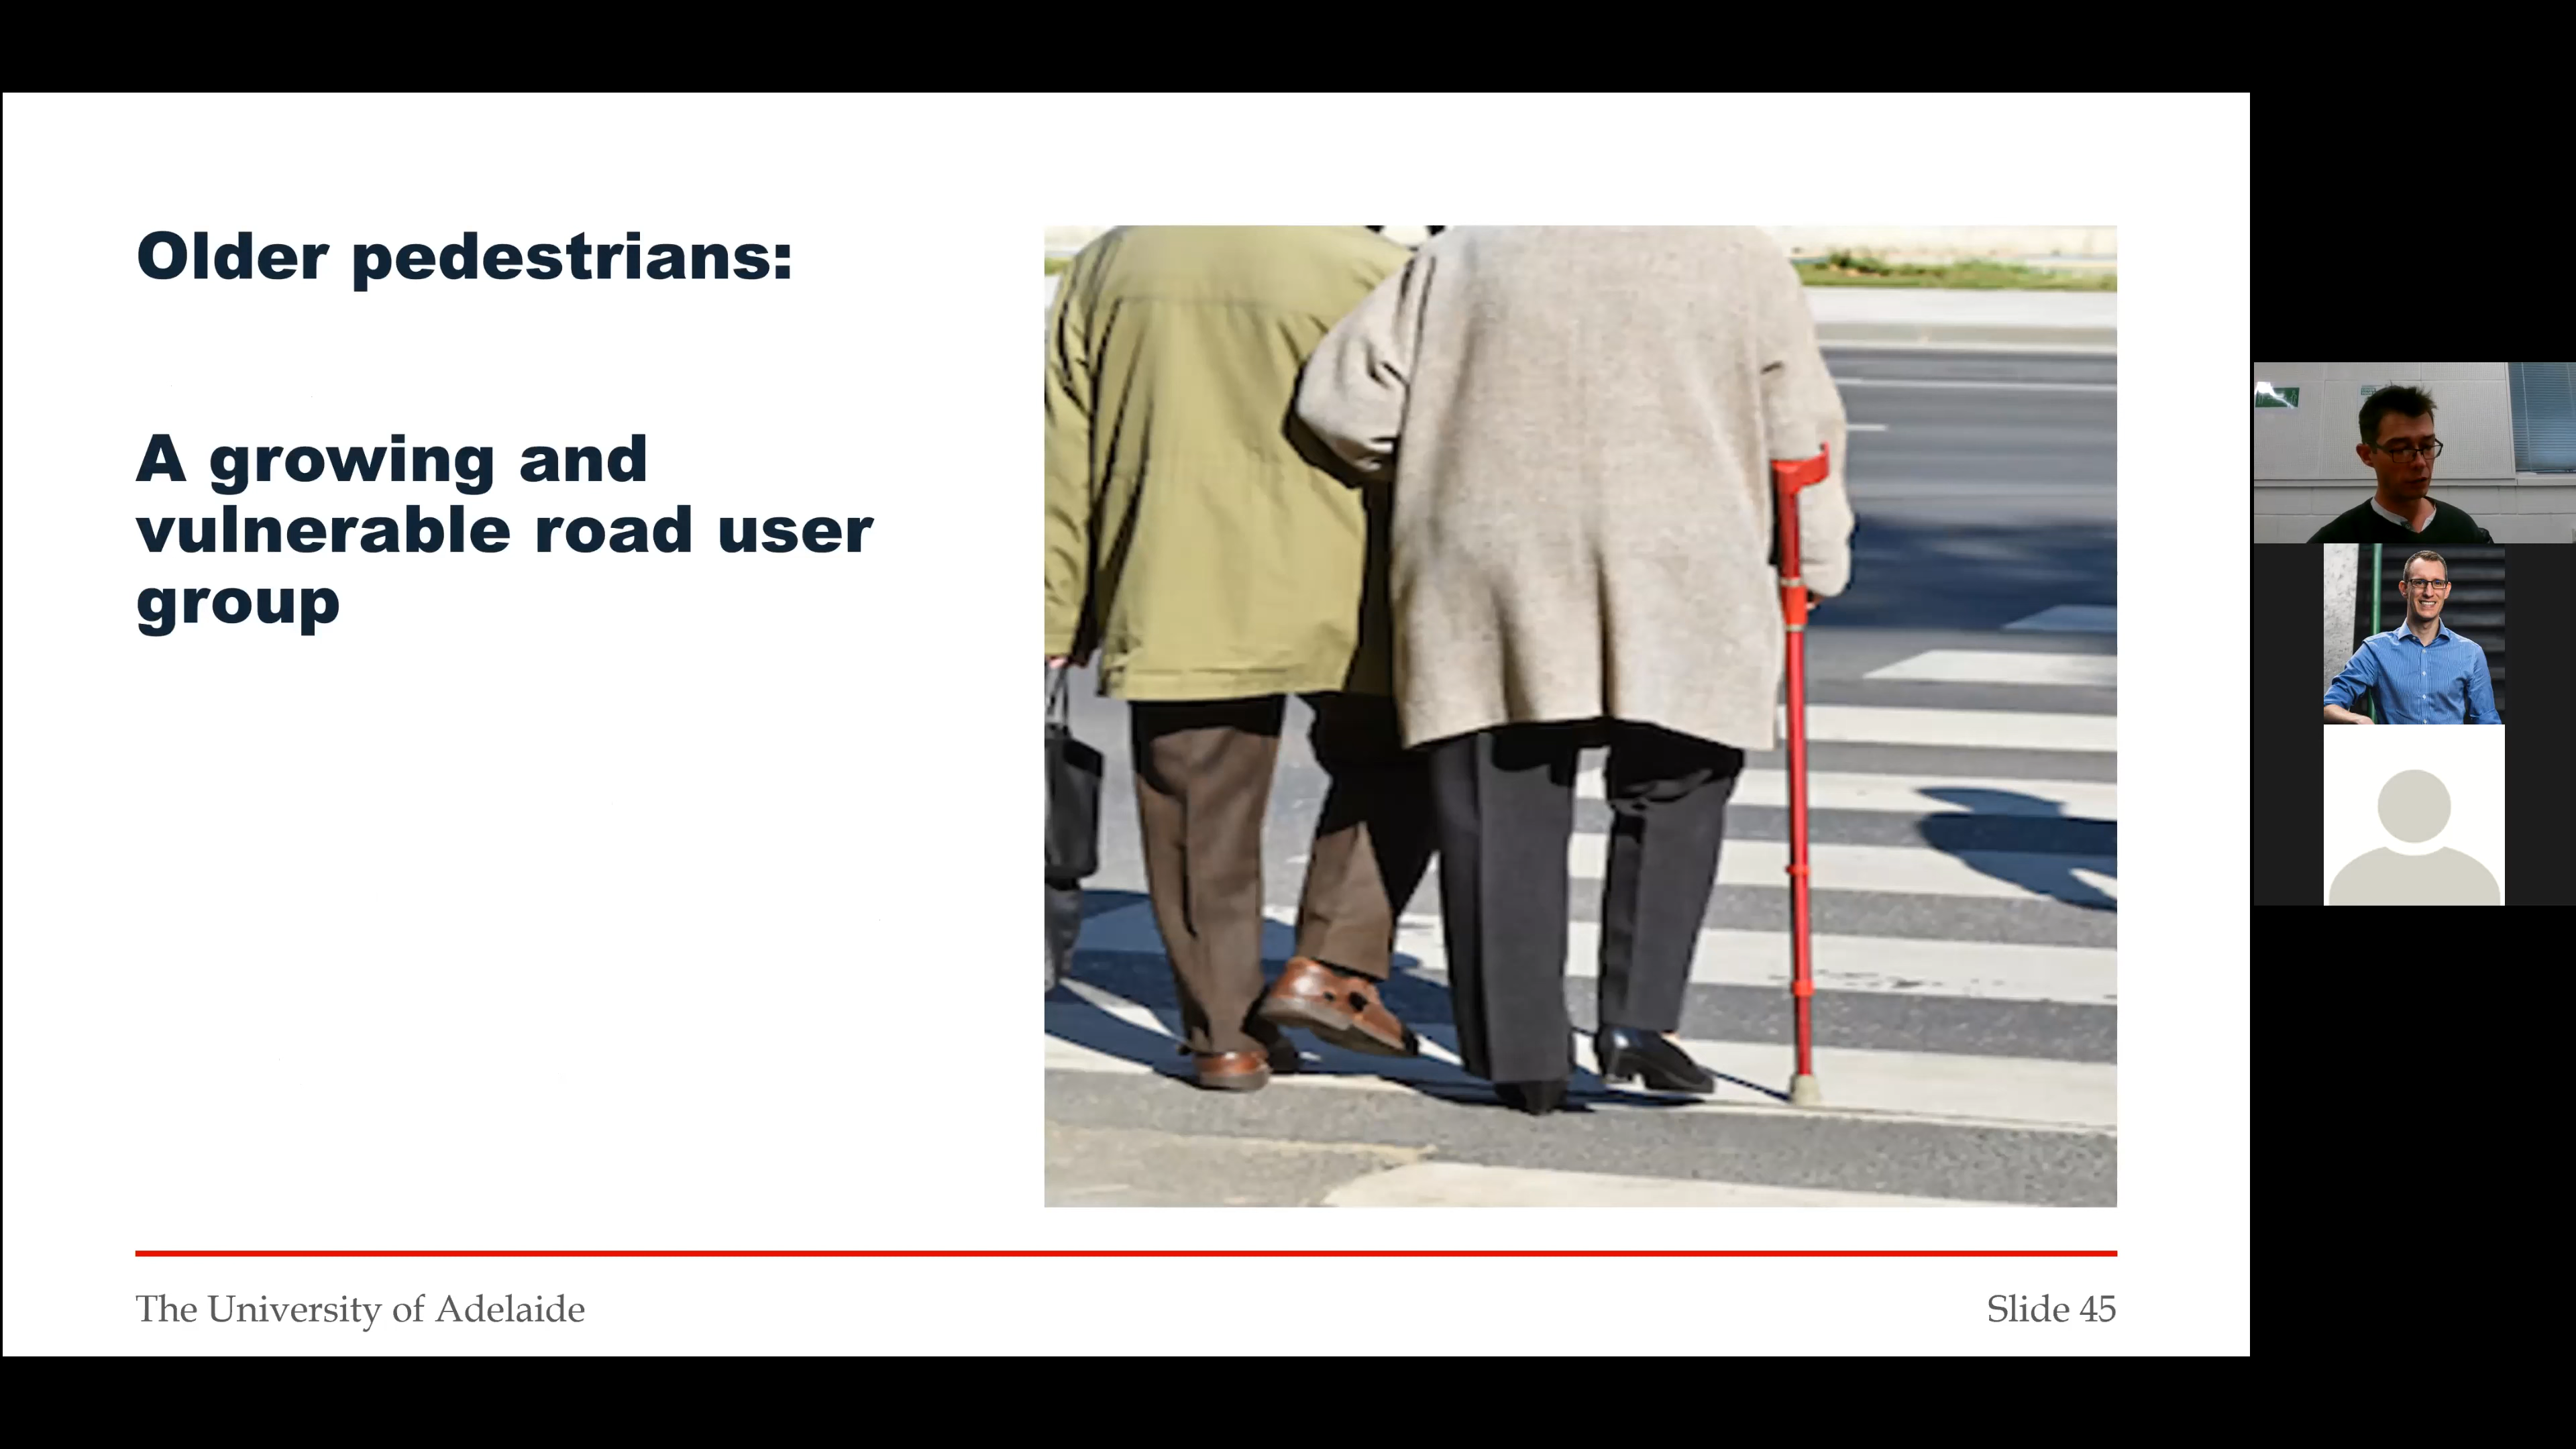 Older pedestrians:
A growing and
vulnerable road user
group
The University of Adelaide
Slide 45